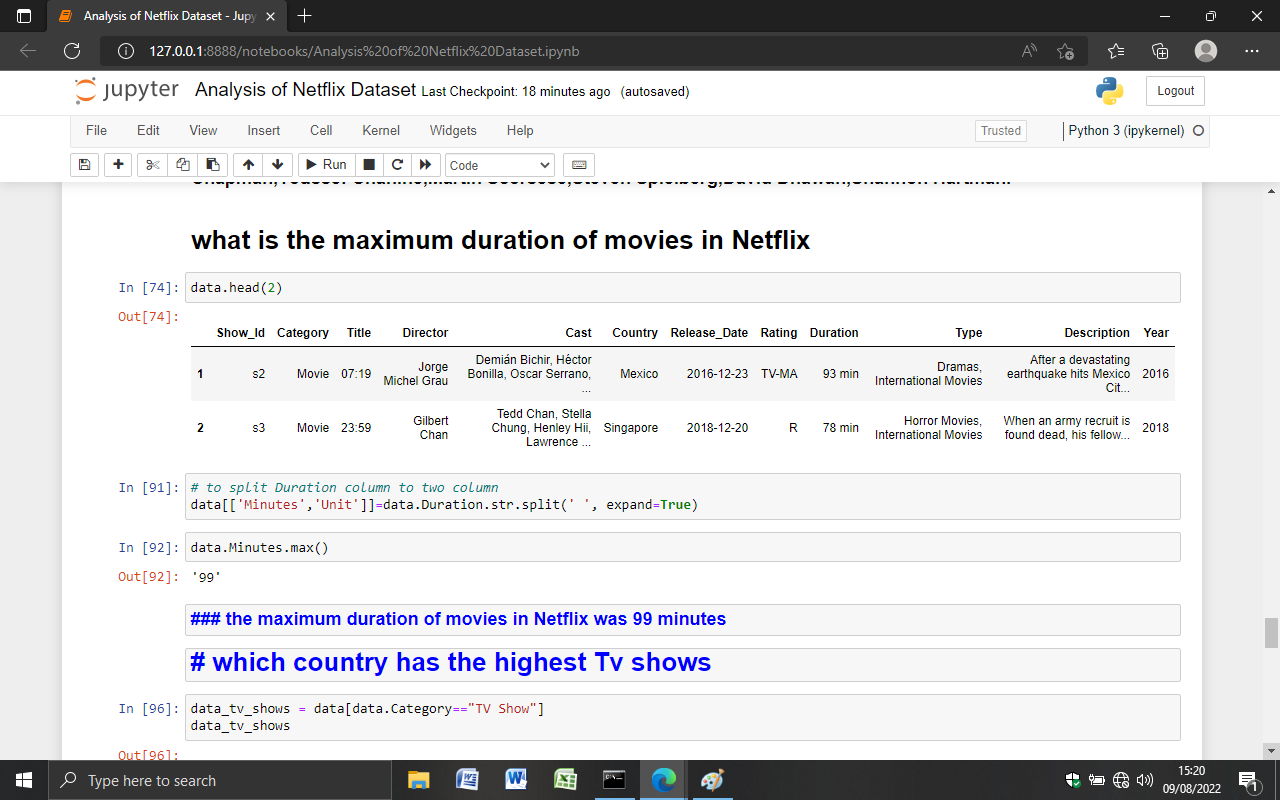 Analysis of Netflix Dataset - Jupy
127.0.0.1:8888/notebooks/Analysis%20of%20Netflix%20Dataset.ipynb
jupyter Analysis of Netflix Dataset Last Checkpoint: 18 minutes ago (autosaved)
Logout
File Edit View Insert Cell Kernel Widgets Help
Trusted
Python 3 (ipykernel)
Run
Code
what is the maximum duration of movies in Netflix
In [74]: data.head(2)
Out[74]:
Show_Id Category Title Director Cast Country Release_Date Rating Duration Type Description Year
1 s2 Movie 07:19 Jorge Michel Grau Demián Bichir, Héctor Bonilla, Oscar Serrano, ... Mexico 2016-12-23 TV-MA 93 min Dramas, International Movies After a devastating earthquake hits Mexico Cit... 2016
2 s3 Movie 23:59 Gilbert Chan Tedd Chan, Stella Chung, Henley Hii, Lawrence ... Singapore 2018-12-20 R 78 min Horror Movies, International Movies When an army recruit is found dead, his fellow... 2018
In [91]: # to split Duration column to two column
data[['Minutes','Unit']]=data.Duration.str.split(' ', expand=True)
In [92]: data.Minutes.max()
Out[92]: '99'
### the maximum duration of movies in Netflix was 99 minutes
# which country has the highest Tv shows
In [96]: data_tv_shows = data[data.Category=="TV Show"]
data_tv_shows
Out[96]:
Type here to search
15:20
09/08/2022
1